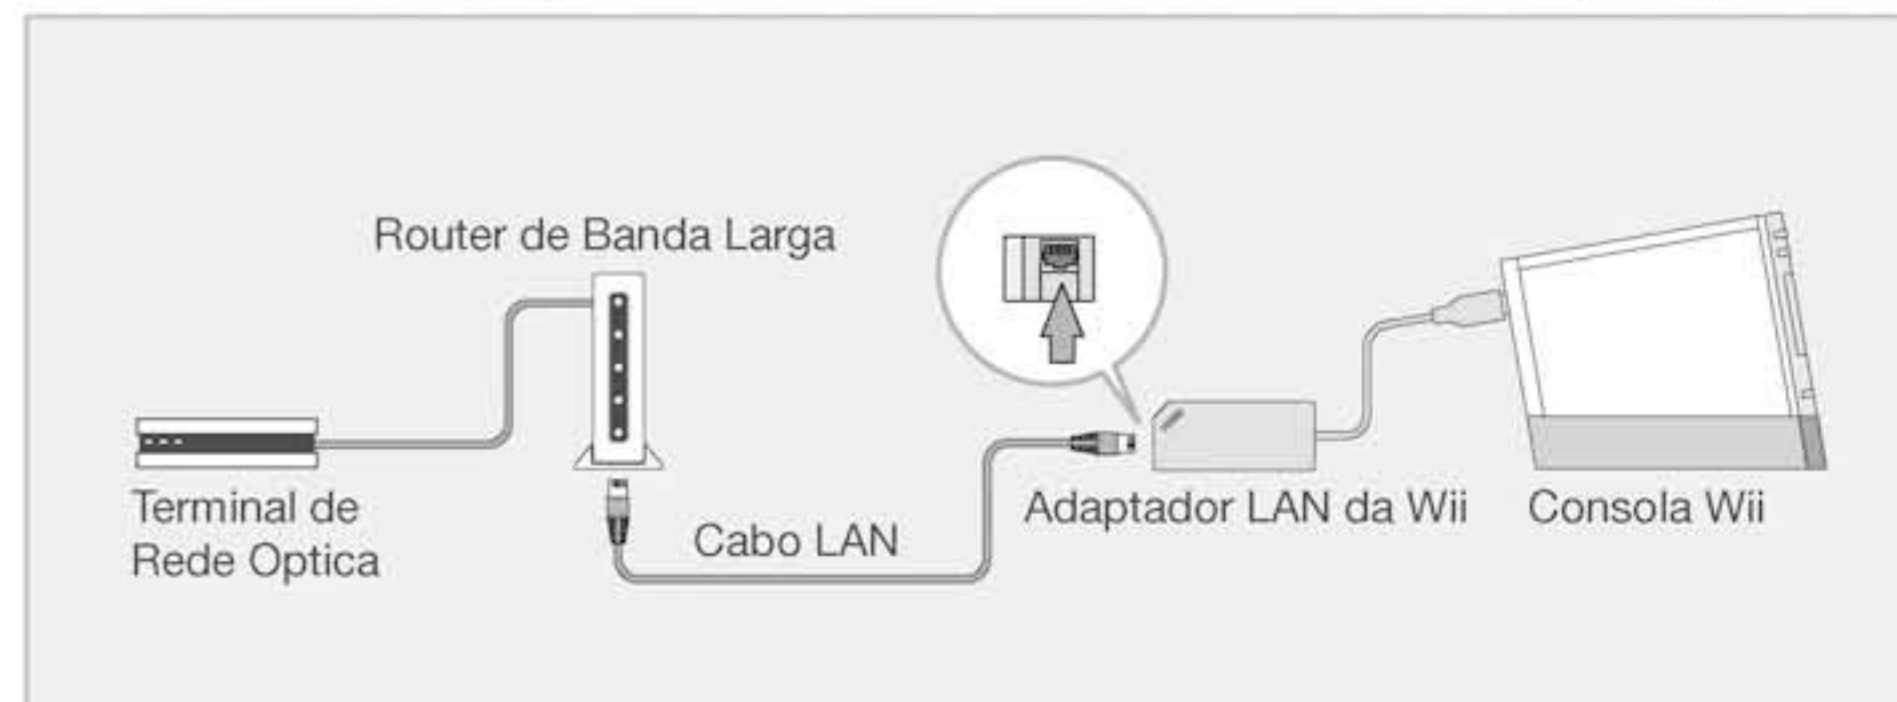 Router de Banda Larga
Terminal de
Rede Optica
Cabo LAN
Adaptador LAN da Wii
Consola Wii